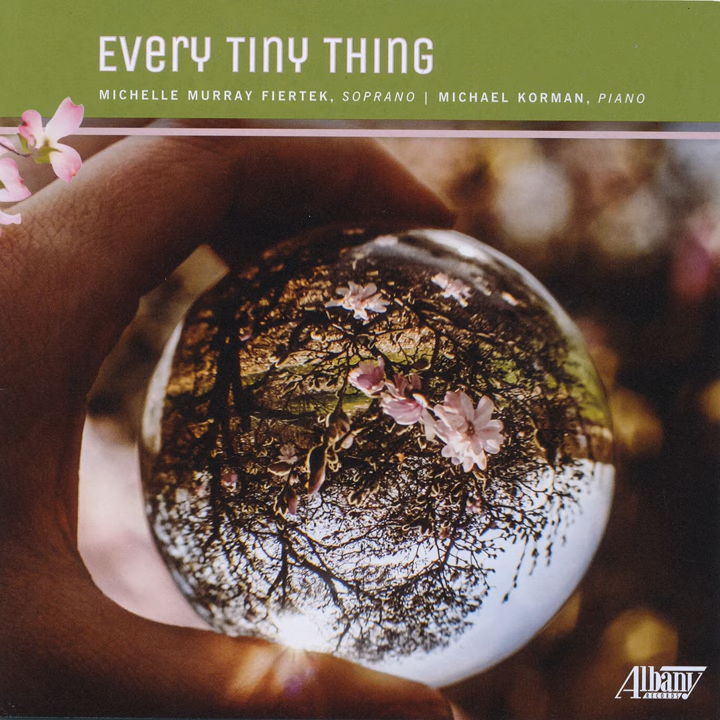 Every Tiny Thing
MICHELLE MURRAY FIERTEK, SOPRANO | MICHAEL KORMAN, PIANO
Albany
RECORDS